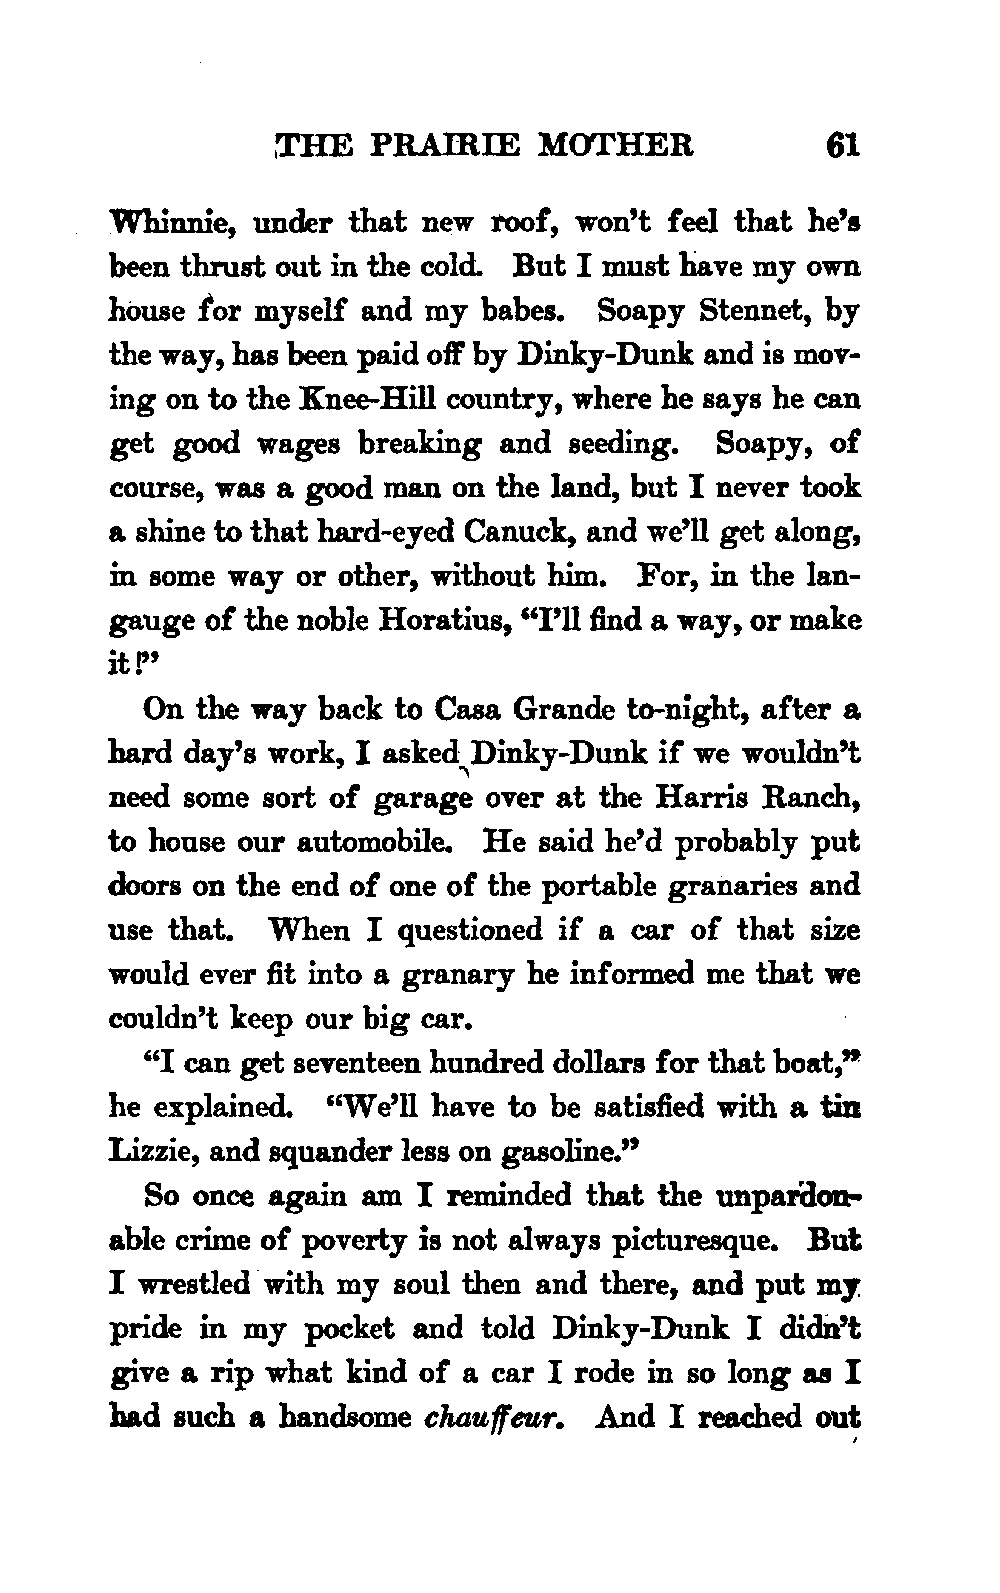 THE PRAIRIE MOTHER 61
Whinnie, under that new roof, won't feel that he's
been thrust out in the cold. But I must have my own
house for myself and my babes. Soapy Stennet, by
the way, has been paid off by Dinky-Dunk and is mov-
ing on to the Knee-Hill country, where he says he can
get good wages breaking and seeding. Soapy, of
course, was a good man on the land, but I never took
a shine to that hard-eyed Canuck, and we'll get along,
in some way or other, without him. For, in the lan-
gauge of the noble Horatius, "I'll find a way, or make
it!"
On the way back to Casa Grande to-night, after a
hard day's work, I asked Dinky-Dunk if we wouldn't
need some sort of garage over at the Harris Ranch,
to house our automobile. He said he'd probably put
doors on the end of one of the portable granaries and
use that. When I questioned if a car of that size
would ever fit into a granary he informed me that we
couldn't keep our big car.
"I can get seventeen hundred dollars for that boat,"
he explained. "We'll have to be satisfied with a tin
Lizzie, and squander less on gasoline."
So once again am I reminded that the unpardon-
able crime of poverty is not always picturesque. But
I wrestled with my soul then and there, and put my
pride in my pocket and told Dinky-Dunk I didn't
give a rip what kind of a car I rode in so long as I
had such a handsome chauffeur. And I reached out